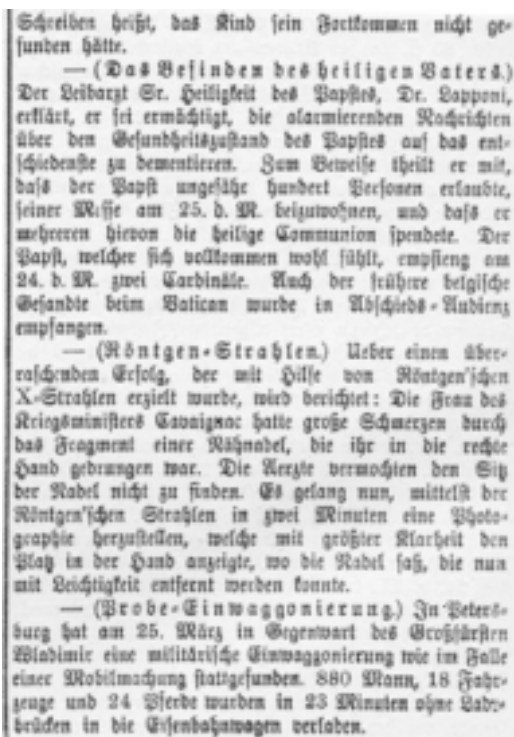 Schreiben heißt, das Kind sein Fortkommen nicht ge-
funden hätte.
— (Das Befinden des heiligen Vaters.)
Der Leibarzt Sr. Heiligkeit des Papstes, Dr. Lapponi,
erklärt, er sei ermächtigt, die alarmierenden Nachrichten
über den Gesundheitszustand des Papstes auf das ent-
schiedenste zu dementieren. Zum Beweise theilt er mit,
dass der Papst ungefähr hundert Personen erlaubte,
seiner Messe am 25. d. M. beizuwohnen, und dass er
mehreren hievon die heilige Communion spendete. Der
Papst, welcher sich vollkommen wohl fühlt, empfieng am
24. d. M. zwei Cardinäle. Auch der frühere belgische
Gesandte beim Vatican wurde in Abschieds-Audienz
empfangen.
— (Röntgen-Strahlen.) Ueber einen über-
raschenden Erfolg, der mit Hilfe von Röntgen'schen
X-Strahlen erzielt wurde, wird berichtet: Die Frau des
Kriegsministers Cavaignac hatte große Schmerzen durch
das Fragment einer Nähnadel, die ihr in die rechte
Hand gedrungen war. Die Aerzte vermochten den Sitz
der Nadel nicht zu finden. Es gelang nun, mittelst der
Röntgen'schen Strahlen in zwei Minuten eine Photo-
graphie herzustellen, welche mit größter Klarheit den
Platz in der Hand anzeigte, wo die Nadel saß, die nun
mit Leichtigkeit entfernt werden konnte.
— (Probe-Einwaggonierung.) In Peters-
burg hat am 25. März in Gegenwart des Großfürsten
Wladimir eine militärische Einwaggonierung wie im Falle
einer Mobilmachung stattgefunden. 880 Mann, 18 Fahr-
zeuge und 24 Pferde wurden in 23 Minuten ohne Lade-
brücken in die Eisenbahnwagen verladen.